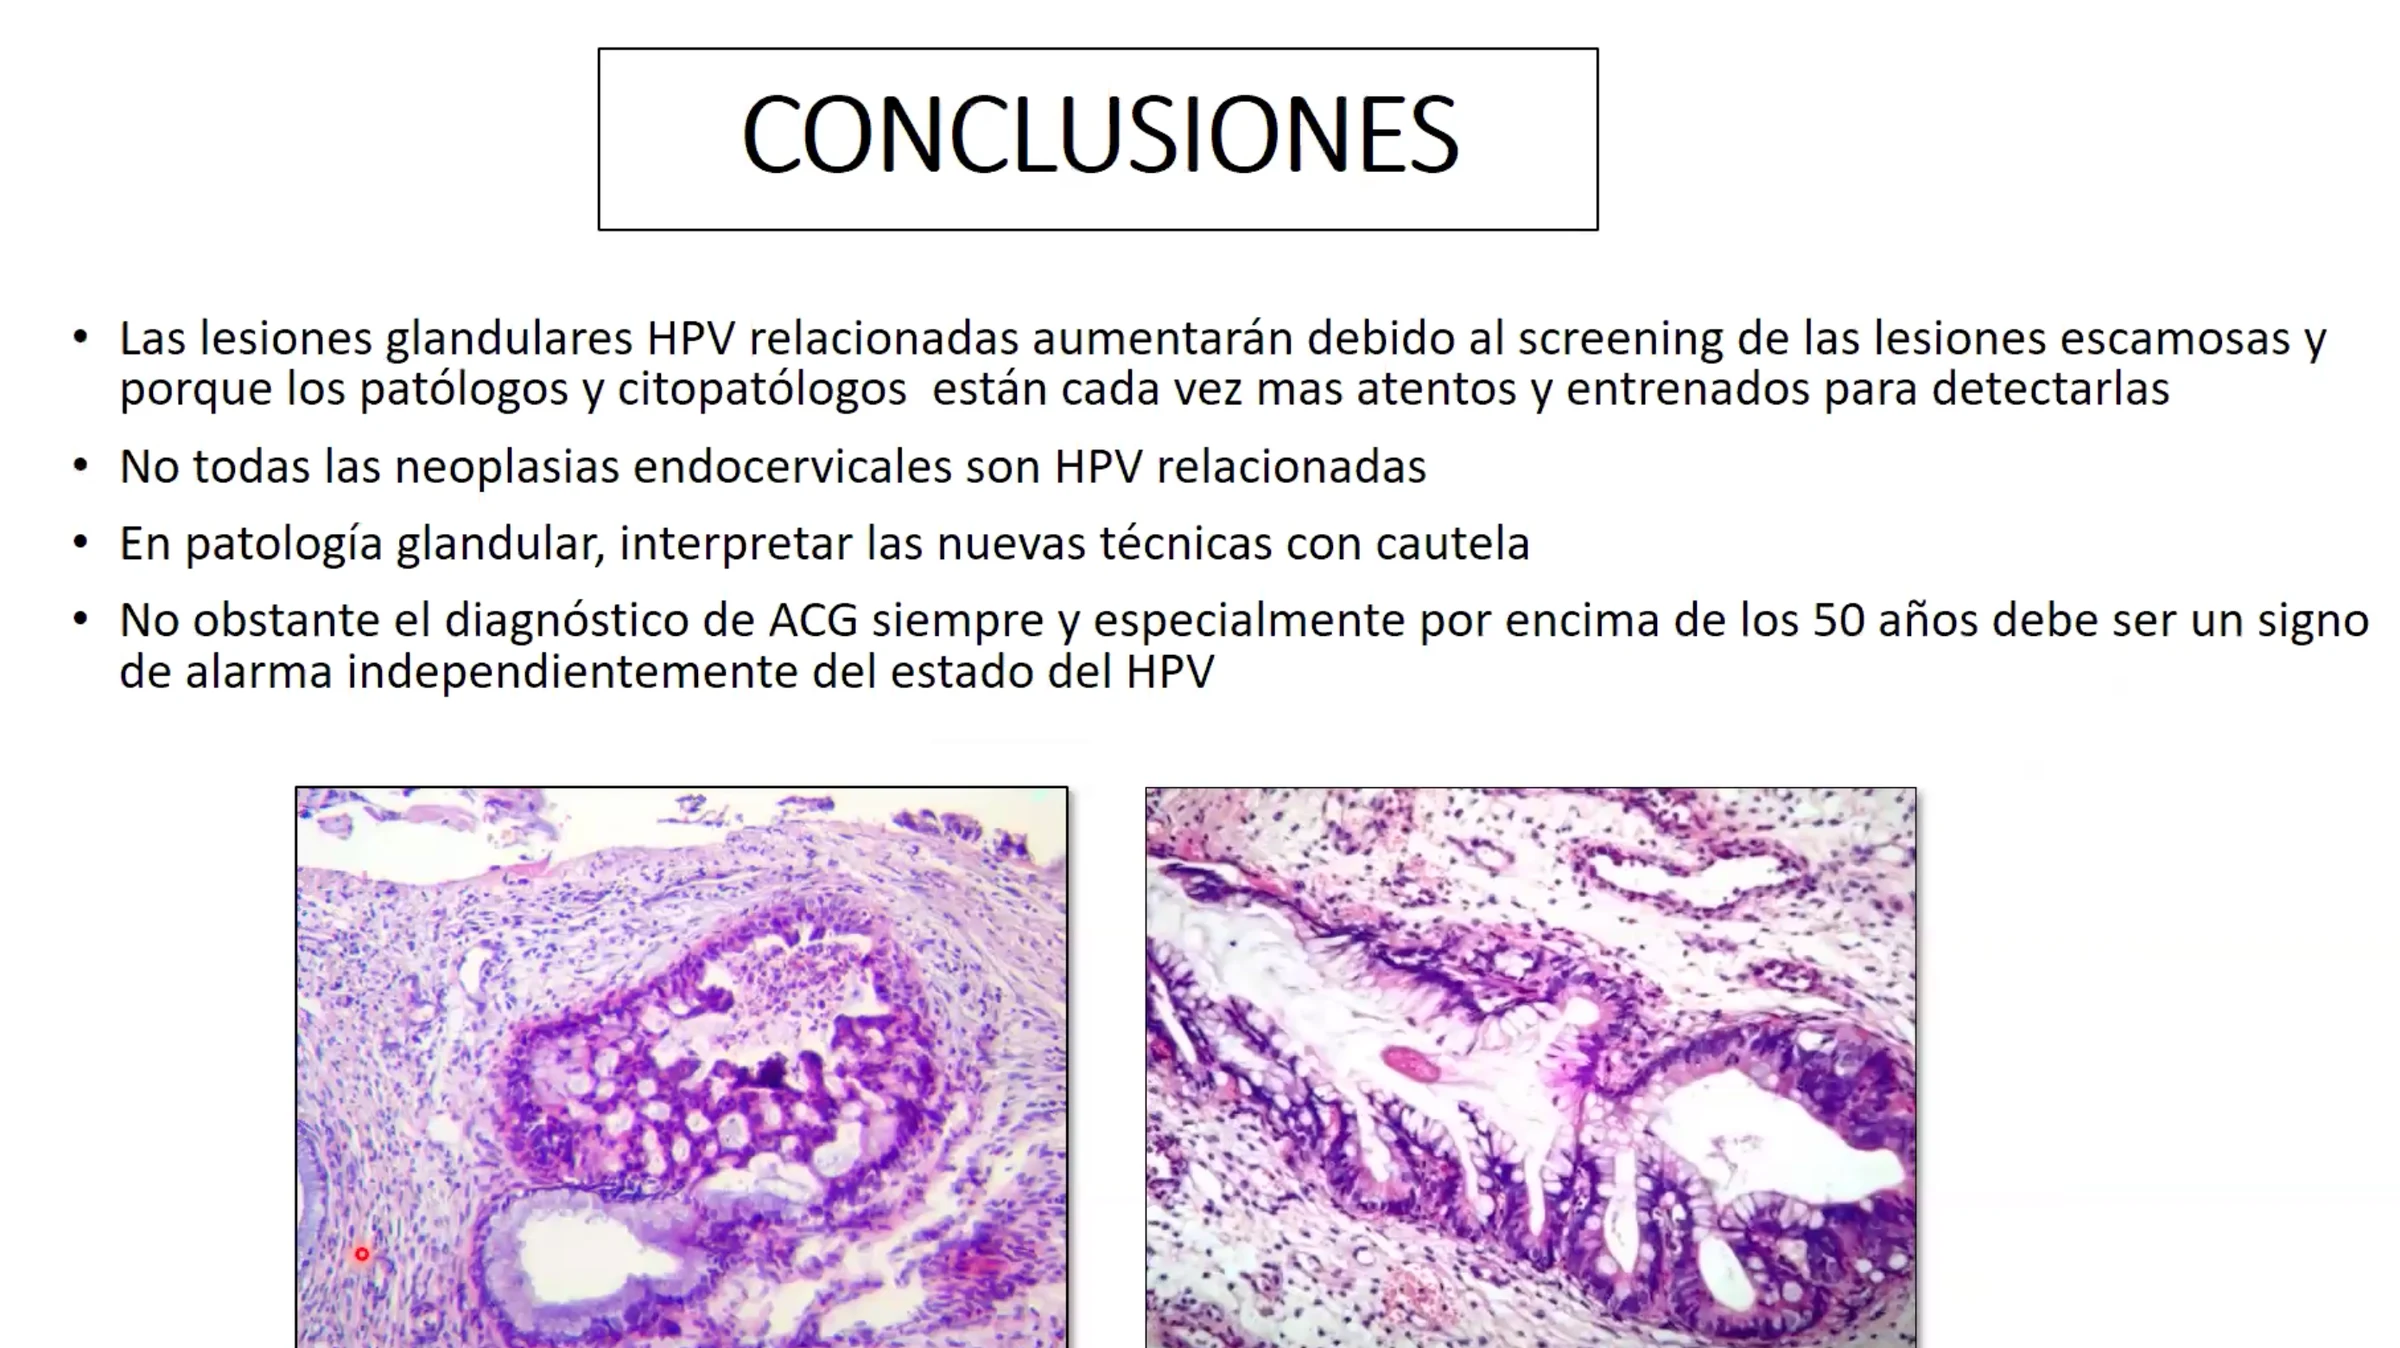 CONCLUSIONES
• Las lesiones glandulares HPV relacionadas aumentarán debido al screening de las lesiones escamosas y
porque los patólogos y citopatólogos  están cada vez mas atentos y entrenados para detectarlas
• No todas las neoplasias endocervicales son HPV relacionadas
• En patología glandular, interpretar las nuevas técnicas con cautela
• No obstante el diagnóstico de ACG siempre y especialmente por encima de los 50 años debe ser un signo
de alarma independientemente del estado del HPV